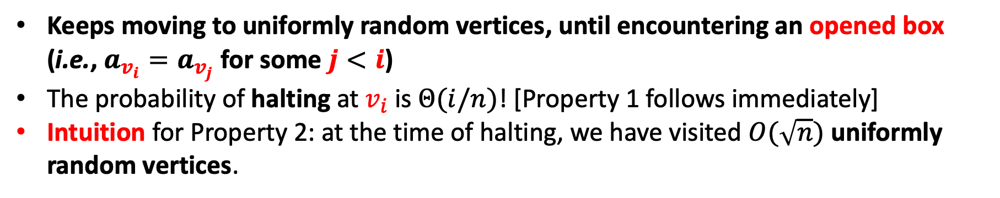 • Keeps moving to uniformly random vertices, until encountering an opened box
(i.e., a_{v_i} = a_{v_j} for some j < i)
• The probability of halting at v_i is Θ(i/n)! [Property 1 follows immediately]
• Intuition for Property 2: at the time of halting, we have visited O(√n) uniformly
random vertices.